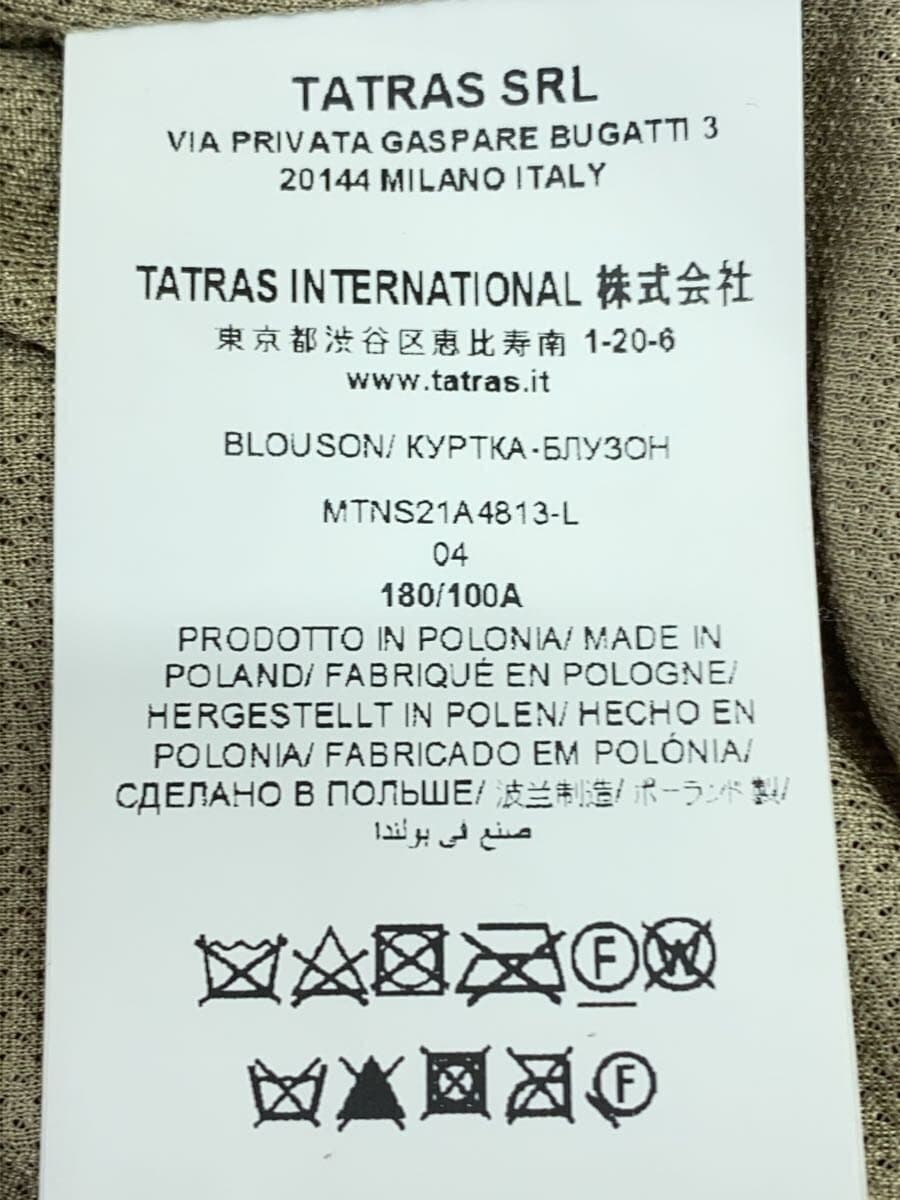 TATRAS SRL
VIA PRIVATA GASPARE BUGATTI 3
20144 MILANO ITALY
TATRAS INTERNATIONAL 株式会社
東京都渋谷区恵比寿南 1-20-6
www.tatras.it
BLOUSON/ КУРТКА-БЛУЗОН
MTNS21A4813-L
04
180/100A
PRODOTTO IN POLONIA/ MADE IN
POLAND/ FABRIQUÉ EN POLOGNE/
HERGESTELLT IN POLEN/ HECHO EN
POLONIA/ FABRICADO EM POLÓNIA/
СДЕЛАНО В ПОЛЬШЕ/ 波兰制造/ ポーランド製/
صنع في بولندا
F W
F